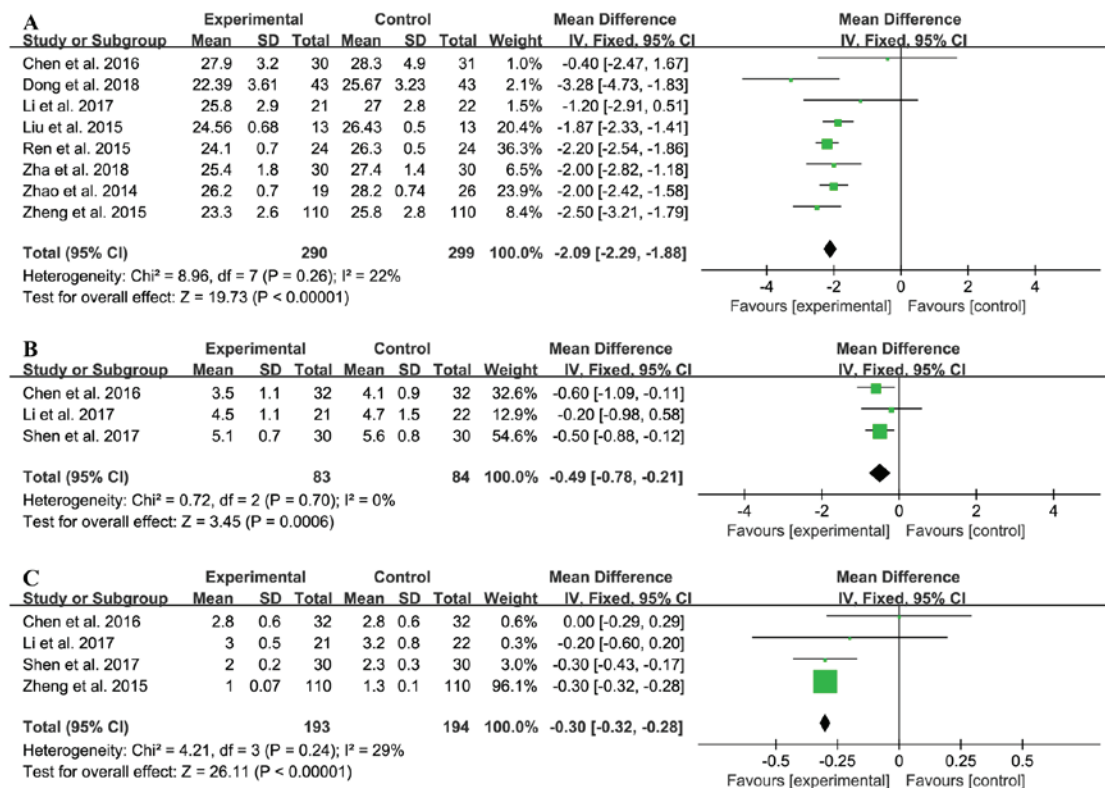 A Experimental Control Mean Difference Mean Difference
Study or Subgroup Mean SD Total Mean SD Total Weight IV, Fixed, 95% CI IV, Fixed, 95% CI
Chen et al. 2016 27.9 3.2 30 28.3 4.9 31 1.0% -0.40 [-2.47, 1.67]
Dong et al. 2018 22.39 3.61 43 25.67 3.23 43 2.1% -3.28 [-4.73, -1.83]
Li et al. 2017 25.8 2.9 21 27 2.8 22 1.5% -1.20 [-2.91, 0.51]
Liu et al. 2015 24.56 0.68 13 26.43 0.5 13 20.4% -1.87 [-2.33, -1.41]
Ren et al. 2015 24.1 0.7 24 26.3 0.5 24 36.3% -2.20 [-2.54, -1.86]
Zha et al. 2018 25.4 1.8 30 27.4 1.4 30 6.5% -2.00 [-2.82, -1.18]
Zhao et al. 2014 26.2 0.7 19 28.2 0.74 26 23.9% -2.00 [-2.42, -1.58]
Zheng et al. 2015 23.3 2.6 110 25.8 2.8 110 8.4% -2.50 [-3.21, -1.79]
Total (95% CI) 290 299 100.0% -2.09 [-2.29, -1.88]
Heterogeneity: Chi² = 8.96, df = 7 (P = 0.26); I² = 22%
Test for overall effect: Z = 19.73 (P < 0.00001)
-4 -2 0 2 4
Favours [experimental] Favours [control]
B Experimental Control Mean Difference Mean Difference
Study or Subgroup Mean SD Total Mean SD Total Weight IV, Fixed, 95% CI IV, Fixed, 95% CI
Chen et al. 2016 3.5 1.1 32 4.1 0.9 32 32.6% -0.60 [-1.09, -0.11]
Li et al. 2017 4.5 1.1 21 4.7 1.5 22 12.9% -0.20 [-0.98, 0.58]
Shen et al. 2017 5.1 0.7 30 5.6 0.8 30 54.6% -0.50 [-0.88, -0.12]
Total (95% CI) 83 84 100.0% -0.49 [-0.78, -0.21]
Heterogeneity: Chi² = 0.72, df = 2 (P = 0.70); I² = 0%
Test for overall effect: Z = 3.45 (P = 0.0006)
-4 -2 0 2 4
Favours [experimental] Favours [control]
C Experimental Control Mean Difference Mean Difference
Study or Subgroup Mean SD Total Mean SD Total Weight IV, Fixed, 95% CI IV, Fixed, 95% CI
Chen et al. 2016 2.8 0.6 32 2.8 0.6 32 0.6% 0.00 [-0.29, 0.29]
Li et al. 2017 3 0.5 21 3.2 0.8 22 0.3% -0.20 [-0.60, 0.20]
Shen et al. 2017 2 0.2 30 2.3 0.3 30 3.0% -0.30 [-0.43, -0.17]
Zheng et al. 2015 1 0.07 110 1.3 0.1 110 96.1% -0.30 [-0.32, -0.28]
Total (95% CI) 193 194 100.0% -0.30 [-0.32, -0.28]
Heterogeneity: Chi² = 4.21, df = 3 (P = 0.24); I² = 29%
Test for overall effect: Z = 26.11 (P < 0.00001)
-0.5 -0.25 0 0.25 0.5
Favours [experimental] Favours [control]